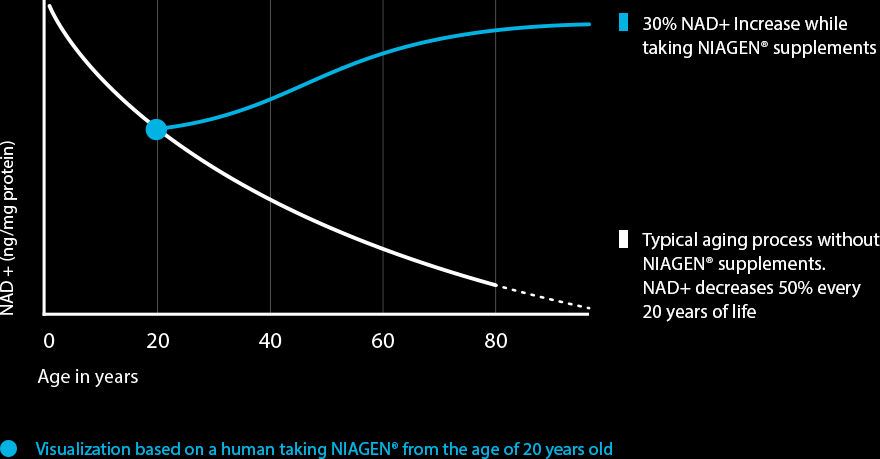 30% NAD+ Increase while
taking NIAGEN® supplements
NAD + (ng/mg protein)
Typical aging process without
NIAGEN® supplements.
NAD+ decreases 50% every
20 years of life
0 20 40 60 80
Age in years
Visualization based on a human taking NIAGEN® from the age of 20 years old